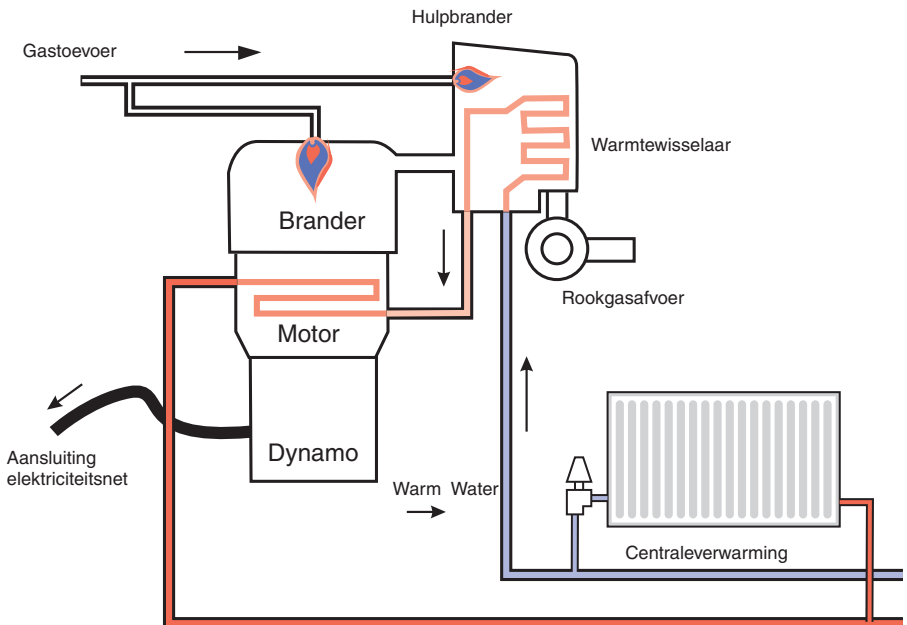 Hulpbrander
Gastoevoer
Warmtewisselaar
Brander
Rookgasafvoer
Motor
Dynamo
Aansluiting
elektriciteitsnet
Warm Water
Centraleverwarming